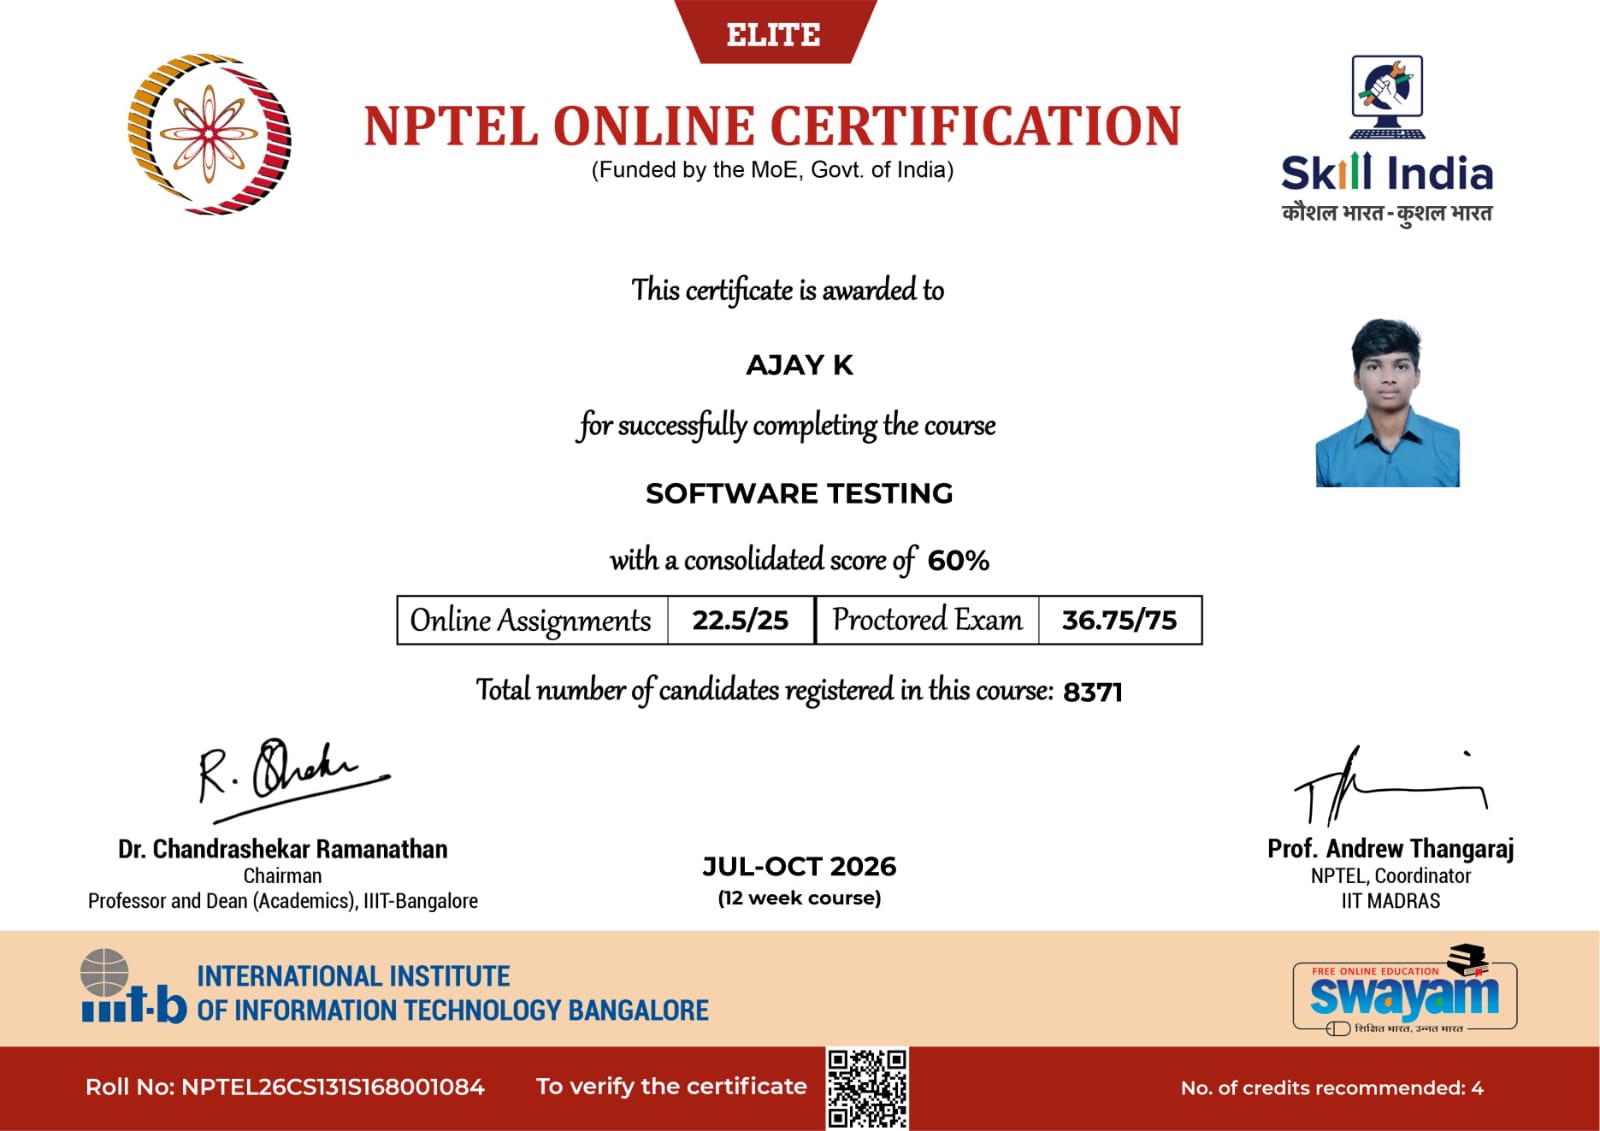 ELITE
NPTEL ONLINE CERTIFICATION
(Funded by the MoE, Govt. of India)
Skill India
कौशल भारत - कुशल भारत
This certificate is awarded to
AJAY K
for successfully completing the course
SOFTWARE TESTING
with a consolidated score of 60%
Online Assignments 22.5/25 Proctored Exam 36.75/75
Total number of candidates registered in this course: 8371
Dr. Chandrashekar Ramanathan
Chairman
Professor and Dean (Academics), IIIT-Bangalore
JUL-OCT 2026
(12 week course)
Prof. Andrew Thangaraj
NPTEL, Coordinator
IIT MADRAS
iiit-b
INTERNATIONAL INSTITUTE
OF INFORMATION TECHNOLOGY BANGALORE
FREE ONLINE EDUCATION
swayam
शिक्षित भारत, उन्नत भारत
Roll No: NPTEL26CS131S168001084
To verify the certificate
No. of credits recommended: 4